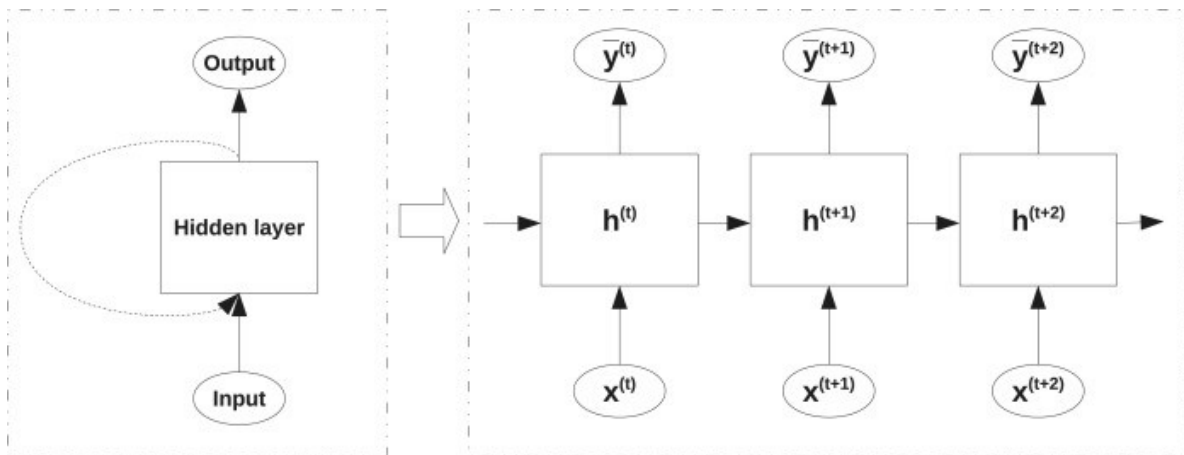 Output
Hidden layer
Input
y̅^(t) y̅^(t+1) y̅^(t+2)
h^(t) h^(t+1) h^(t+2)
x^(t) x^(t+1) x^(t+2)